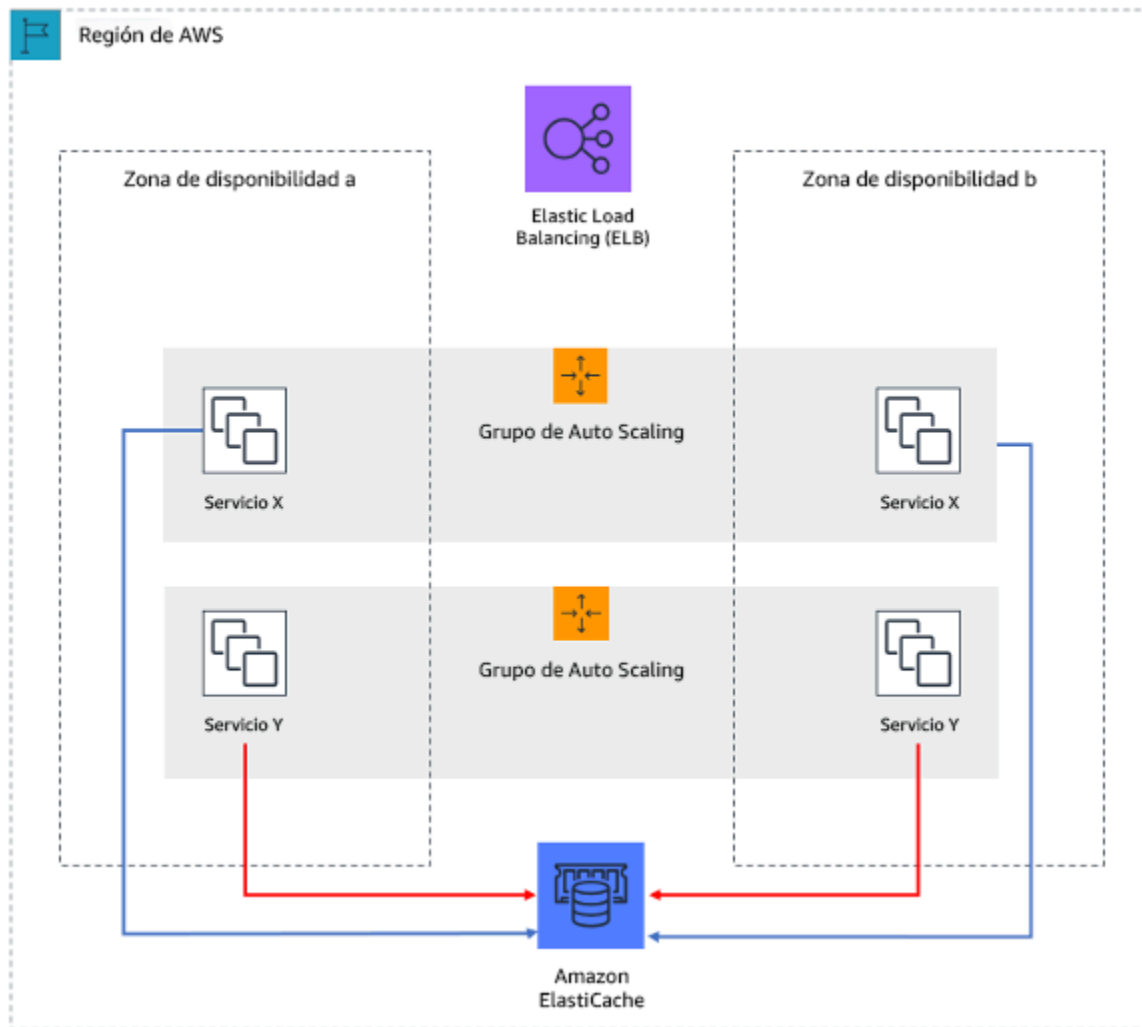 Región de AWS
Zona de disponibilidad a
Elastic Load
Balancing (ELB)
Zona de disponibilidad b
Grupo de Auto Scaling
Servicio X
Servicio X
Grupo de Auto Scaling
Servicio Y
Servicio Y
Amazon
ElastiCache